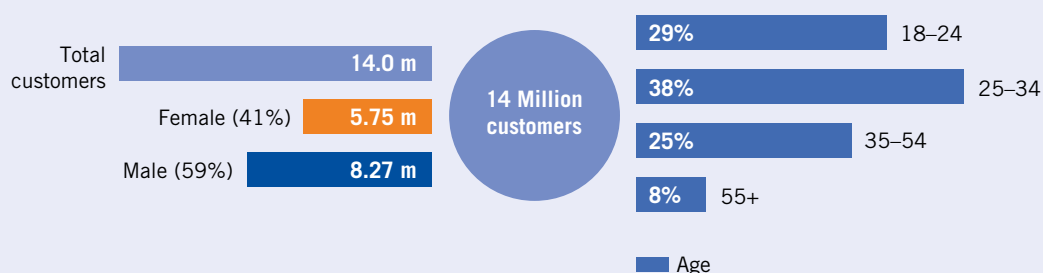 Total
customers
14.0 m
Female (41%)
5.75 m
Male (59%)
8.27 m
14 Million
customers
29%
18–24
38%
25–34
25%
35–54
8%
55+
Age